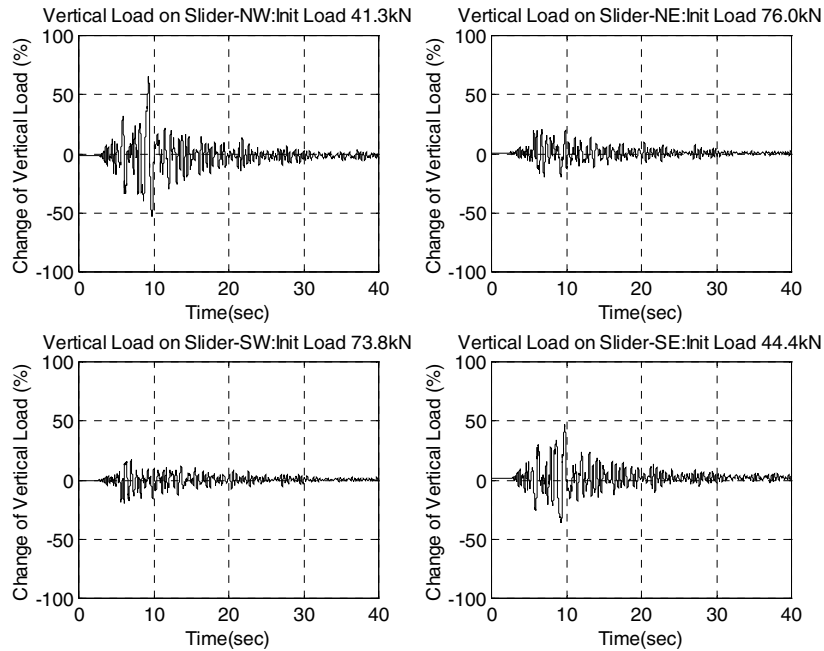 Vertical Load on Slider-NW:Init Load 41.3kN
Change of Vertical Load (%)
100
50
0
-50
-100
0 10 20 30 40
Time(sec)
Vertical Load on Slider-NE:Init Load 76.0kN
Change of Vertical Load (%)
100
50
0
-50
-100
0 10 20 30 40
Time(sec)
Vertical Load on Slider-SW:Init Load 73.8kN
Change of Vertical Load (%)
100
50
0
-50
-100
0 10 20 30 40
Time(sec)
Vertical Load on Slider-SE:Init Load 44.4kN
Change of Vertical Load (%)
100
50
0
-50
-100
0 10 20 30 40
Time(sec)